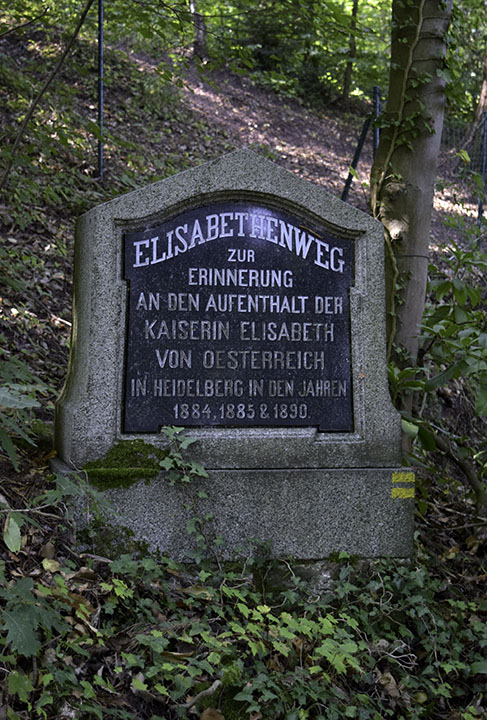 ELISABETHENWEG
ZUR
ERINNERUNG
AN DEN AUFENTHALT DER
KAISERIN ELISABETH
VON OESTERREICH
IN HEIDELBERG IN DEN JAHREN
1884, 1885 & 1890.